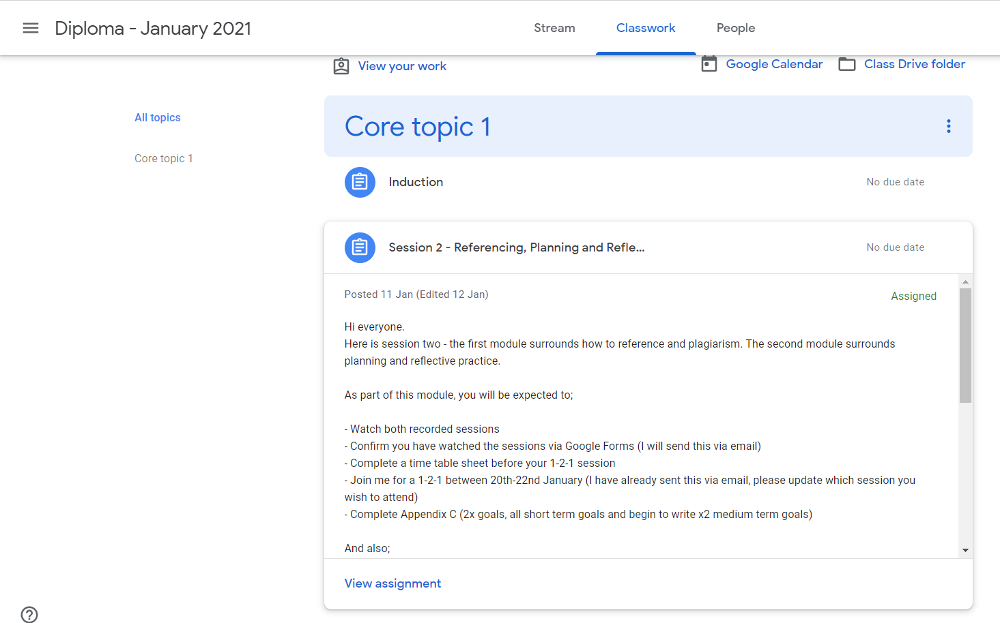 Diploma - January 2021
Stream
Classwork
People
View your work
Google Calendar
Class Drive folder
All topics
Core topic 1
Core topic 1
Induction
No due date
Session 2 - Referencing, Planning and Refle...
No due date
Posted 11 Jan (Edited 12 Jan)
Assigned
Hi everyone.
Here is session two - the first module surrounds how to reference and plagiarism. The second module surrounds
planning and reflective practice.
As part of this module, you will be expected to;
- Watch both recorded sessions
- Confirm you have watched the sessions via Google Forms (I will send this via email)
- Complete a time table sheet before your 1-2-1 session
- Join me for a 1-2-1 between 20th-22nd January (I have already sent this via email, please update which session you
wish to attend)
- Complete Appendix C (2x goals, all short term goals and begin to write x2 medium term goals)
And also;
View assignment